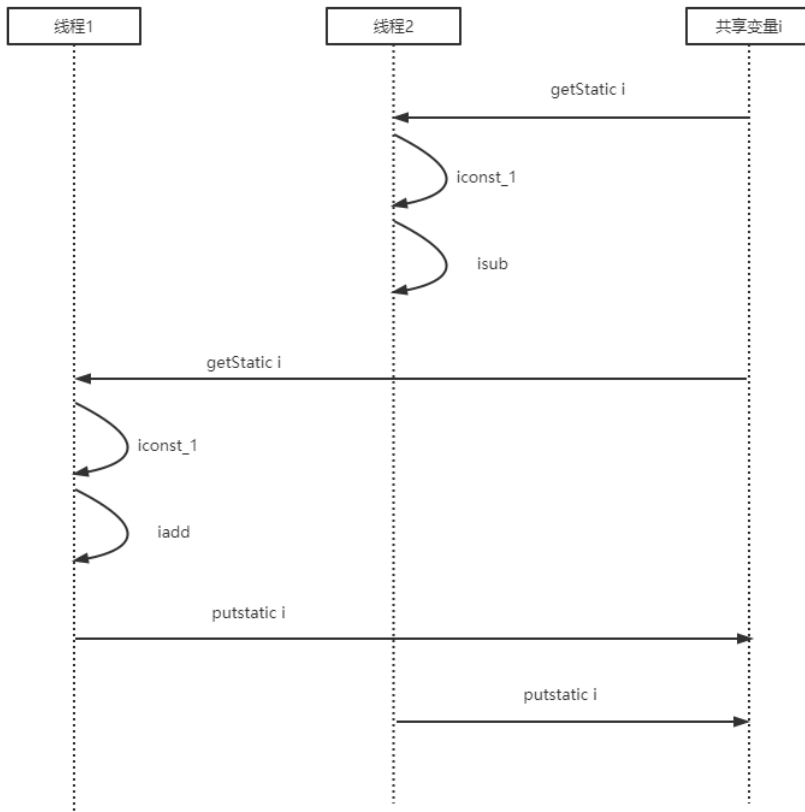 线程1
线程2
共享变量i
getStatic i
iconst_1
isub
getStatic i
iconst_1
iadd
putstatic i
putstatic i